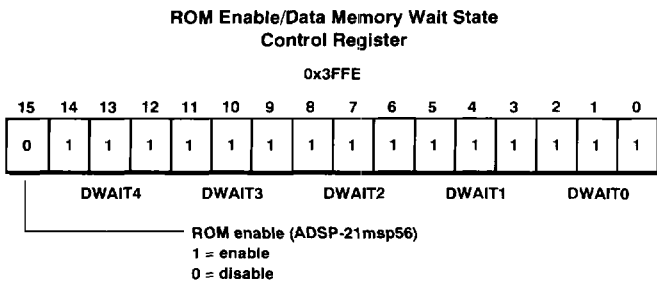 ROM Enable/Data Memory Wait State
Control Register
0x3FFE
15 14 13 12 11 10 9 8 7 6 5 4 3 2 1 0
0 1 1 1 1 1 1 1 1 1 1 1 1 1 1 1
DWAIT4 DWAIT3 DWAIT2 DWAIT1 DWAIT0
ROM enable (ADSP-21msp56)
1 = enable
0 = disable